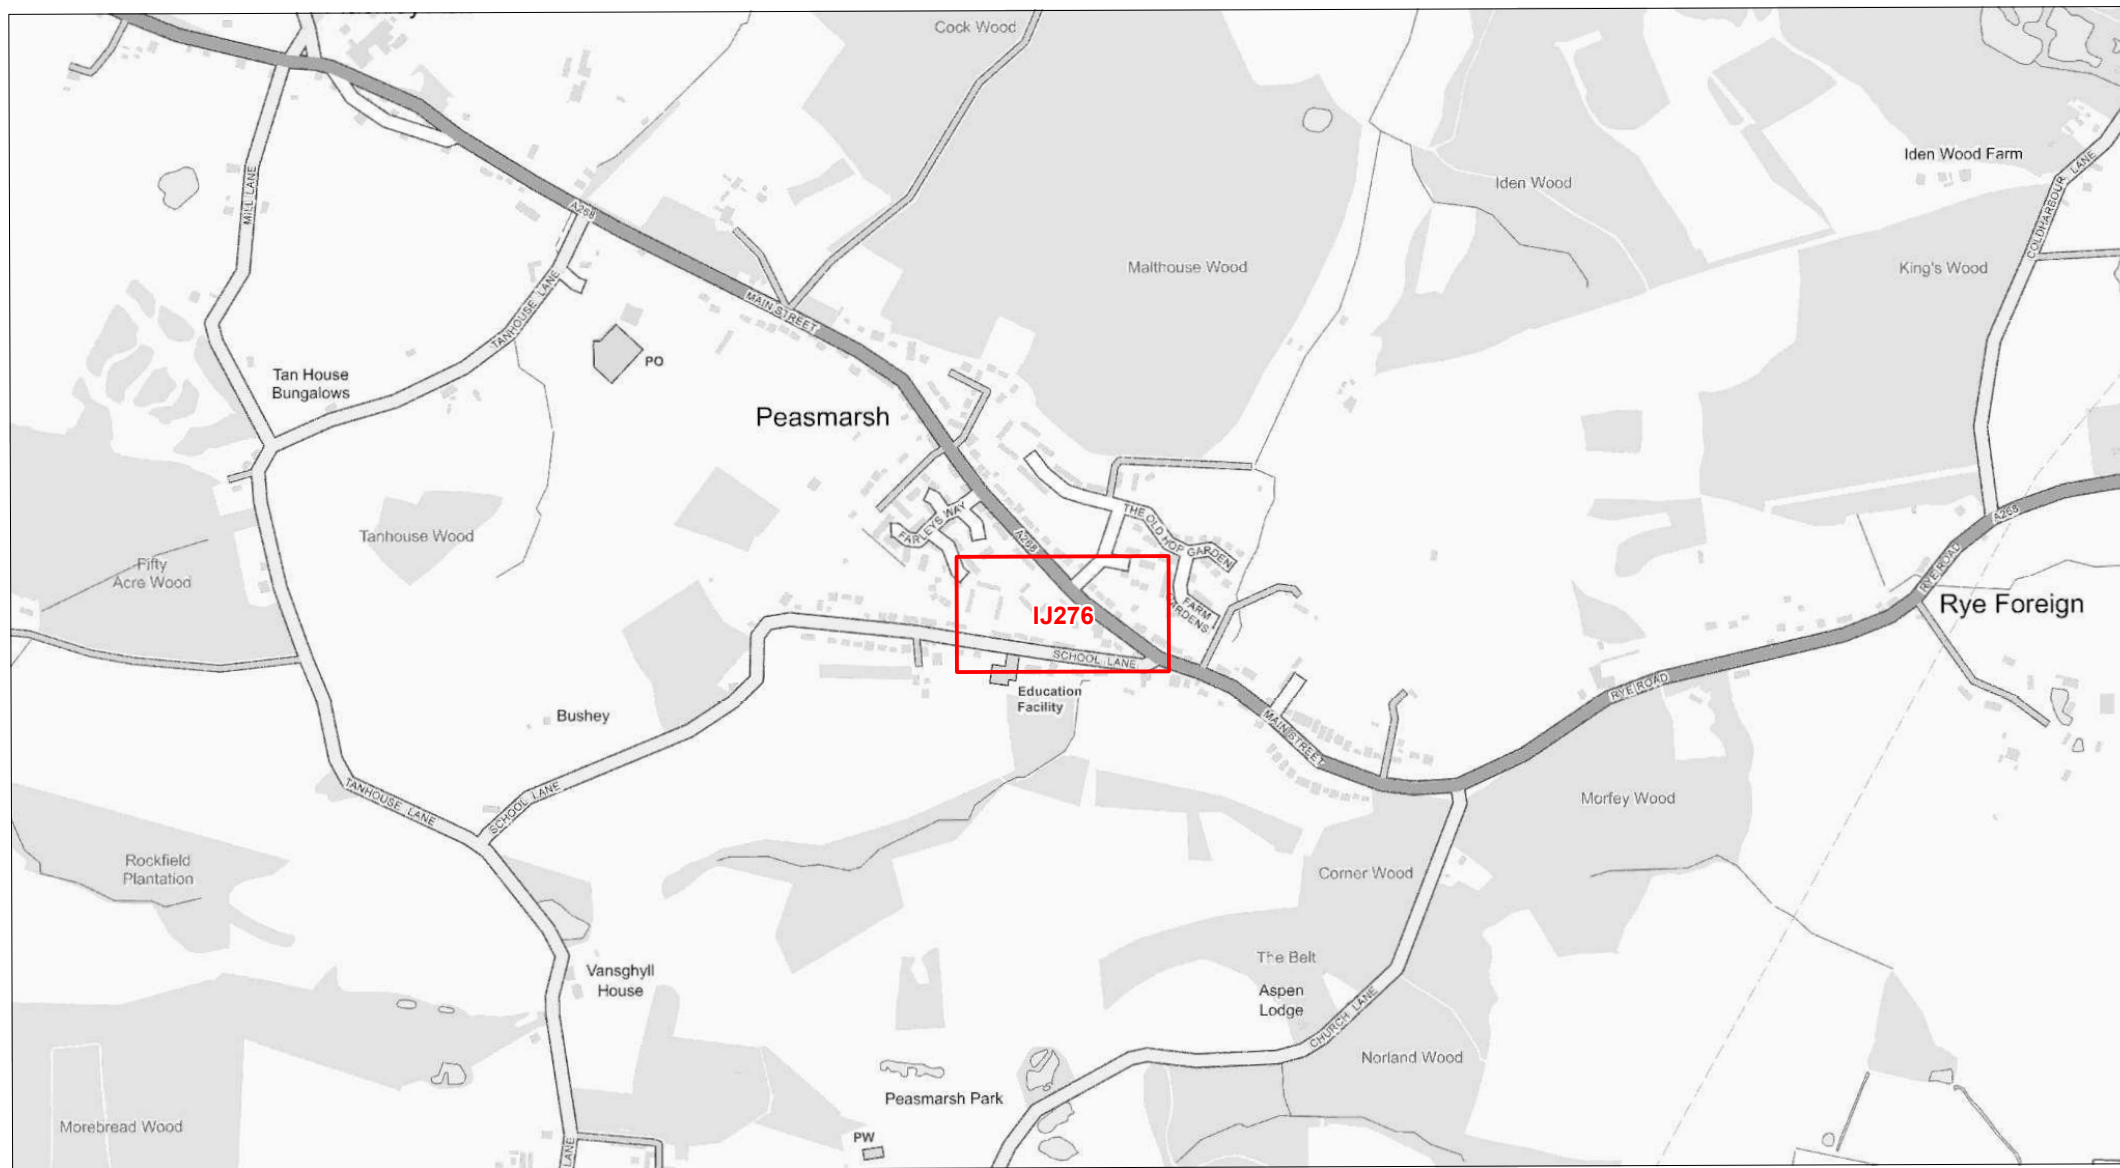 Cock Wood
Iden Wood Farm
MILL LANE
Iden Wood
COLDHARBOUR LANE
A268
Malthouse Wood
King's Wood
TANHOUSE LANE
MAIN STREET
PO
Tan House
Bungalows
Peasmarsh
Tanhouse Wood
FARLEYS WAY
A268
THE OLD HOP GARDEN
A268
Fifty
Acre Wood
RYE ROAD
Rye Foreign
IJ276
FARM
GARDENS
SCHOOL LANE
Education
Facility
RYE ROAD
Bushey
MAIN STREET
TANHOUSE LANE
SCHOOL LANE
Morfey Wood
Rockfield
Plantation
Corner Wood
The Belt
Vansghyll
House
Aspen
Lodge
CHURCH LANE
Norland Wood
Peasmarsh Park
Morebread Wood
PW
LANE